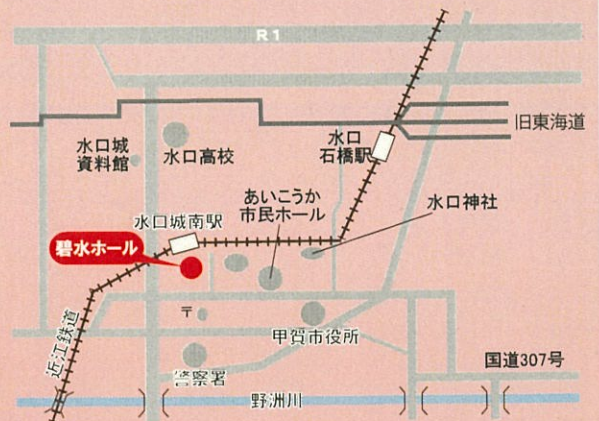 R1
旧東海道
水口
石橋駅
水口城
資料館
水口高校
あいこうか
市民ホール
水口神社
水口城南駅
碧水ホール
〒
近江鉄道
甲賀市役所
警察署
国道307号
野洲川